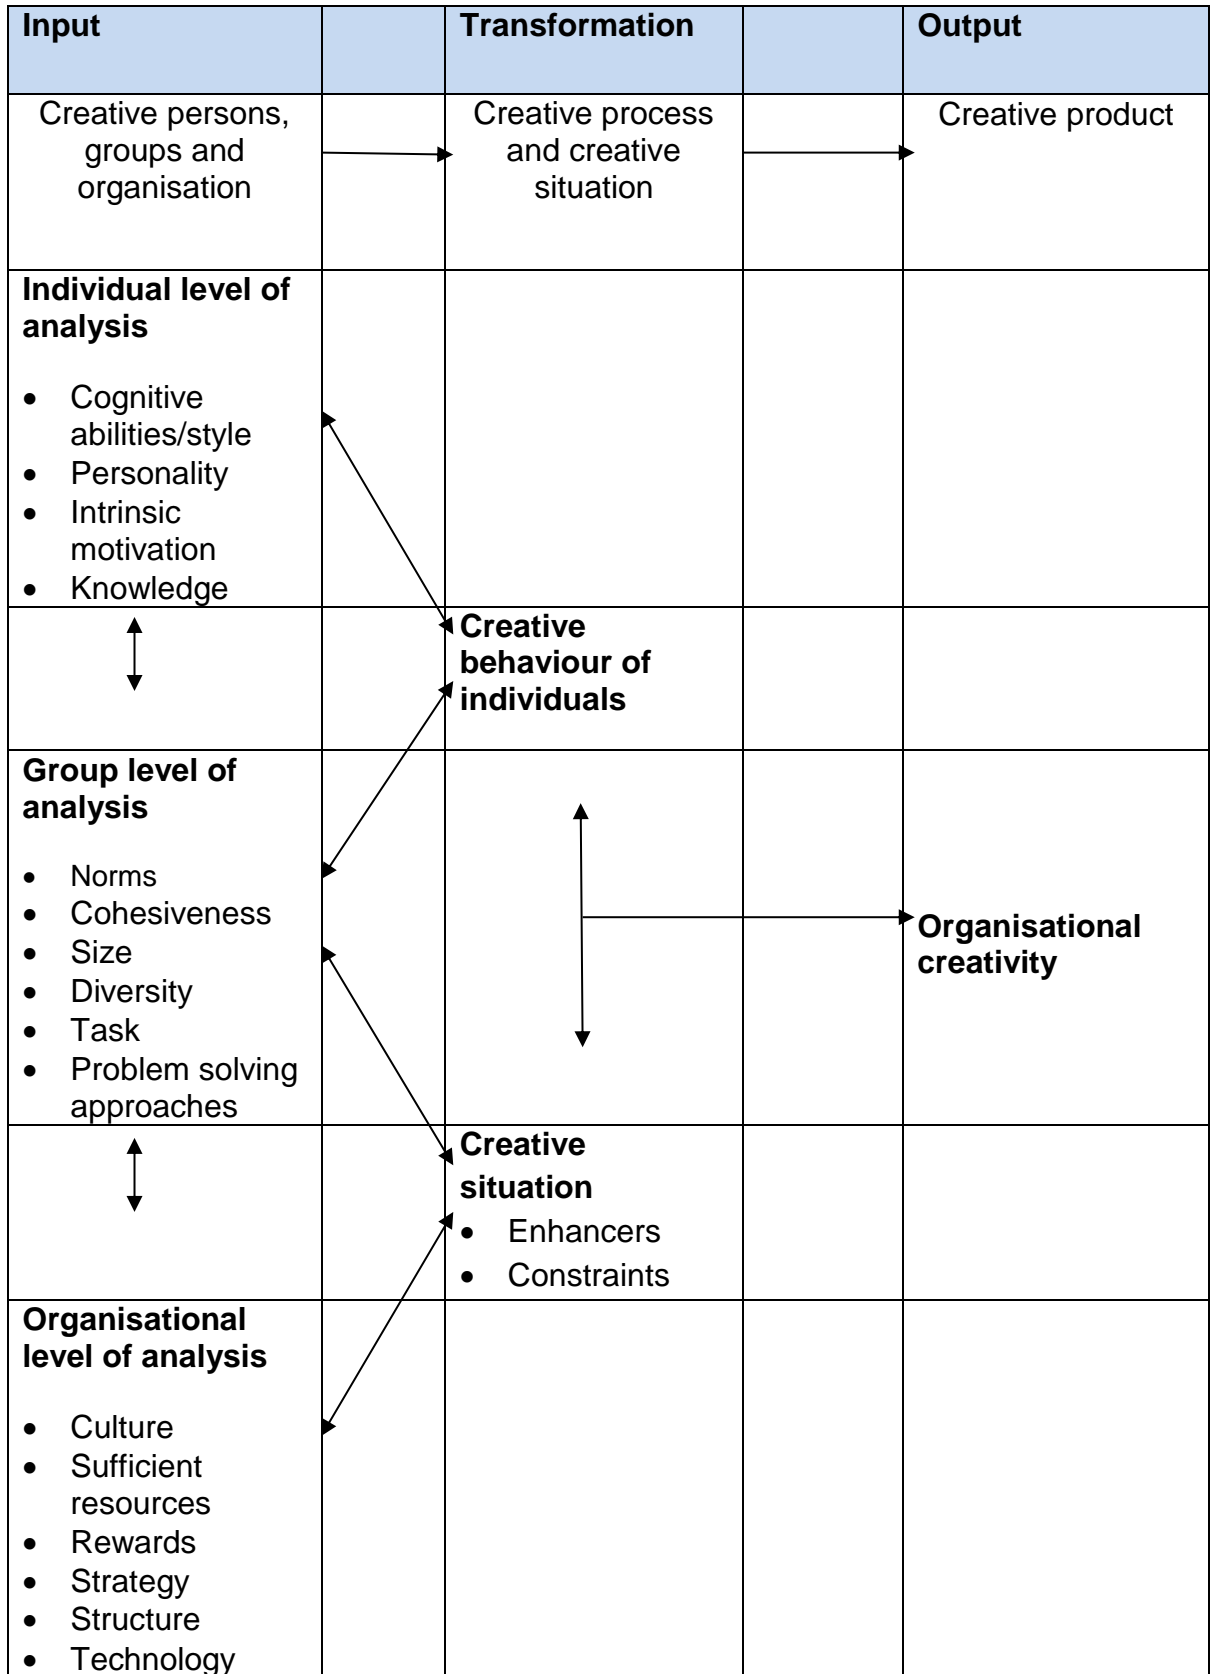 Input
Transformation
Output
Creative persons,
groups and
organisation
Creative process
and creative
situation
Creative product
Individual level of
analysis
• Cognitive
abilities/style
• Personality
• Intrinsic
motivation
• Knowledge
Creative
behaviour of
individuals
Group level of
analysis
• Norms
• Cohesiveness
• Size
• Diversity
• Task
• Problem solving
approaches
Organisational
creativity
Creative
situation
• Enhancers
• Constraints
Organisational
level of analysis
• Culture
• Sufficient
resources
• Rewards
• Strategy
• Structure
• Technology